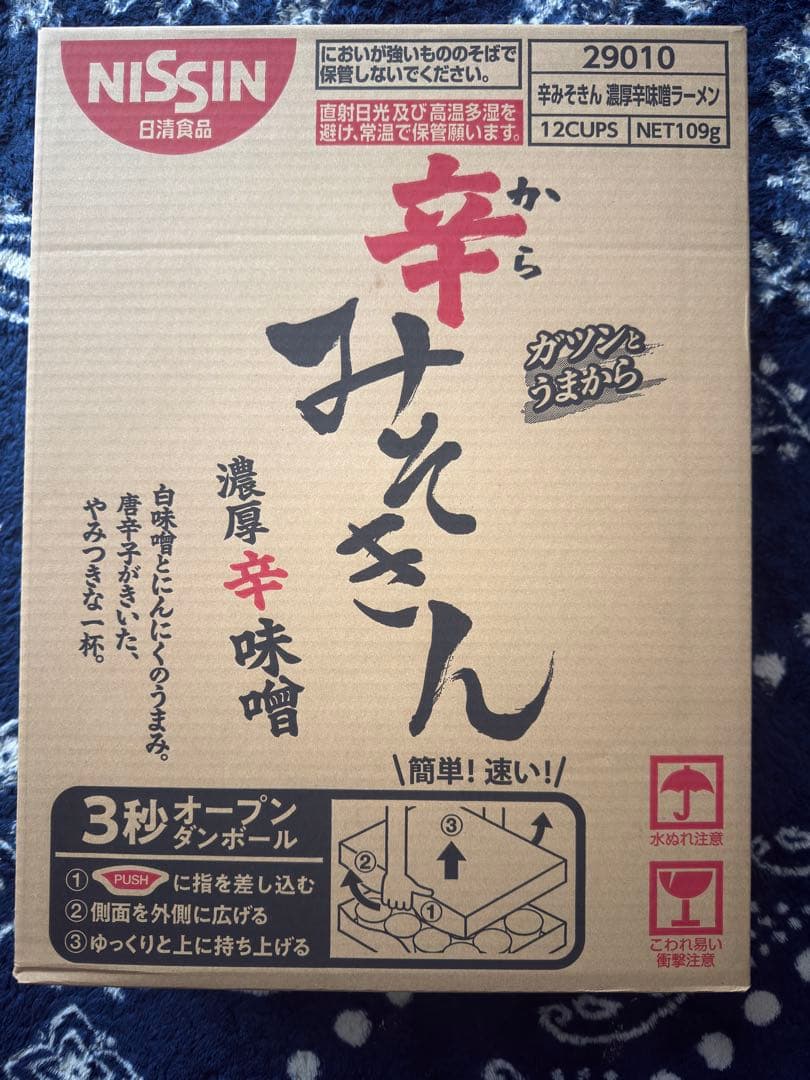 NISSIN
日清食品
においが強いもののそばで
保管しないでください。
直射日光及び高温多湿を
避け、常温で保管願います。
29010
辛みそきん 濃厚辛味噌ラーメン
12CUPS
NET109g
辛
から
みそきん
ガツンと
うまから
濃厚辛味噌
白味噌とにんにくのうまみ。
唐辛子がきいた、
やみつきな一杯。
\簡単!速い!/
3秒オープン
ダンボール
① PUSH に指を差し込む
② 側面を外側に広げる
③ ゆっくりと上に持ち上げる
③
②
①
水ぬれ注意
こわれ易い
衝撃注意